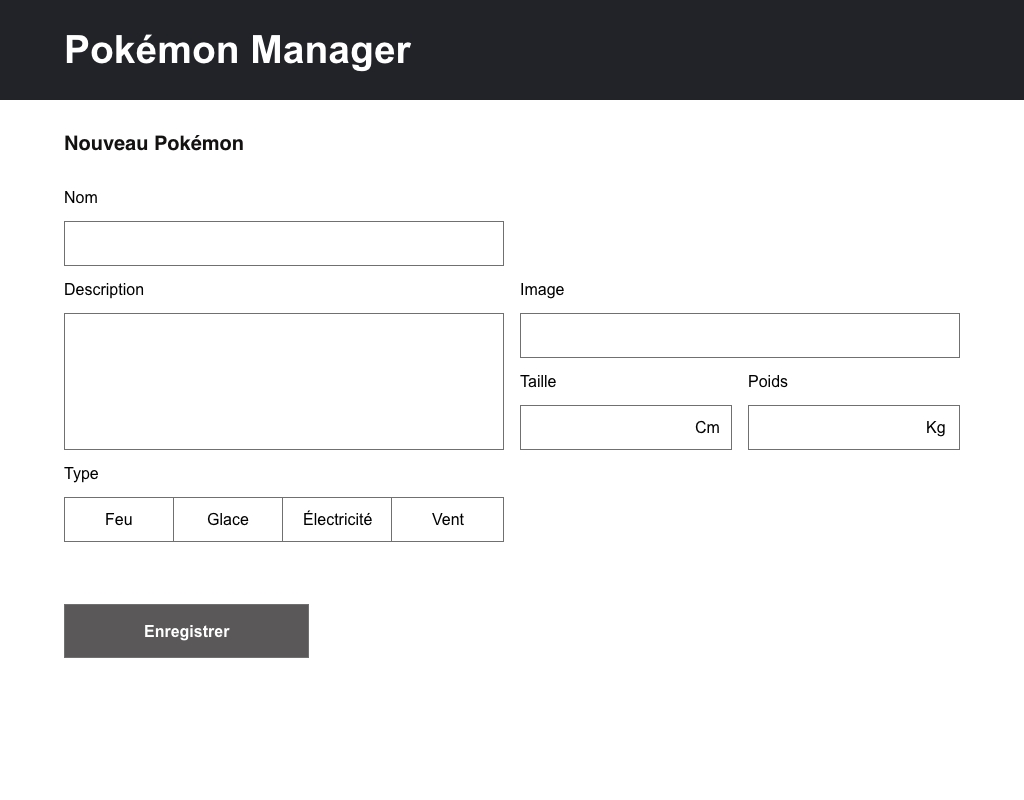 Pokémon Manager
Nouveau Pokémon
Nom
Description
Image
Taille
Poids
Cm
Kg
Type
Feu
Glace
Électricité
Vent
Enregistrer